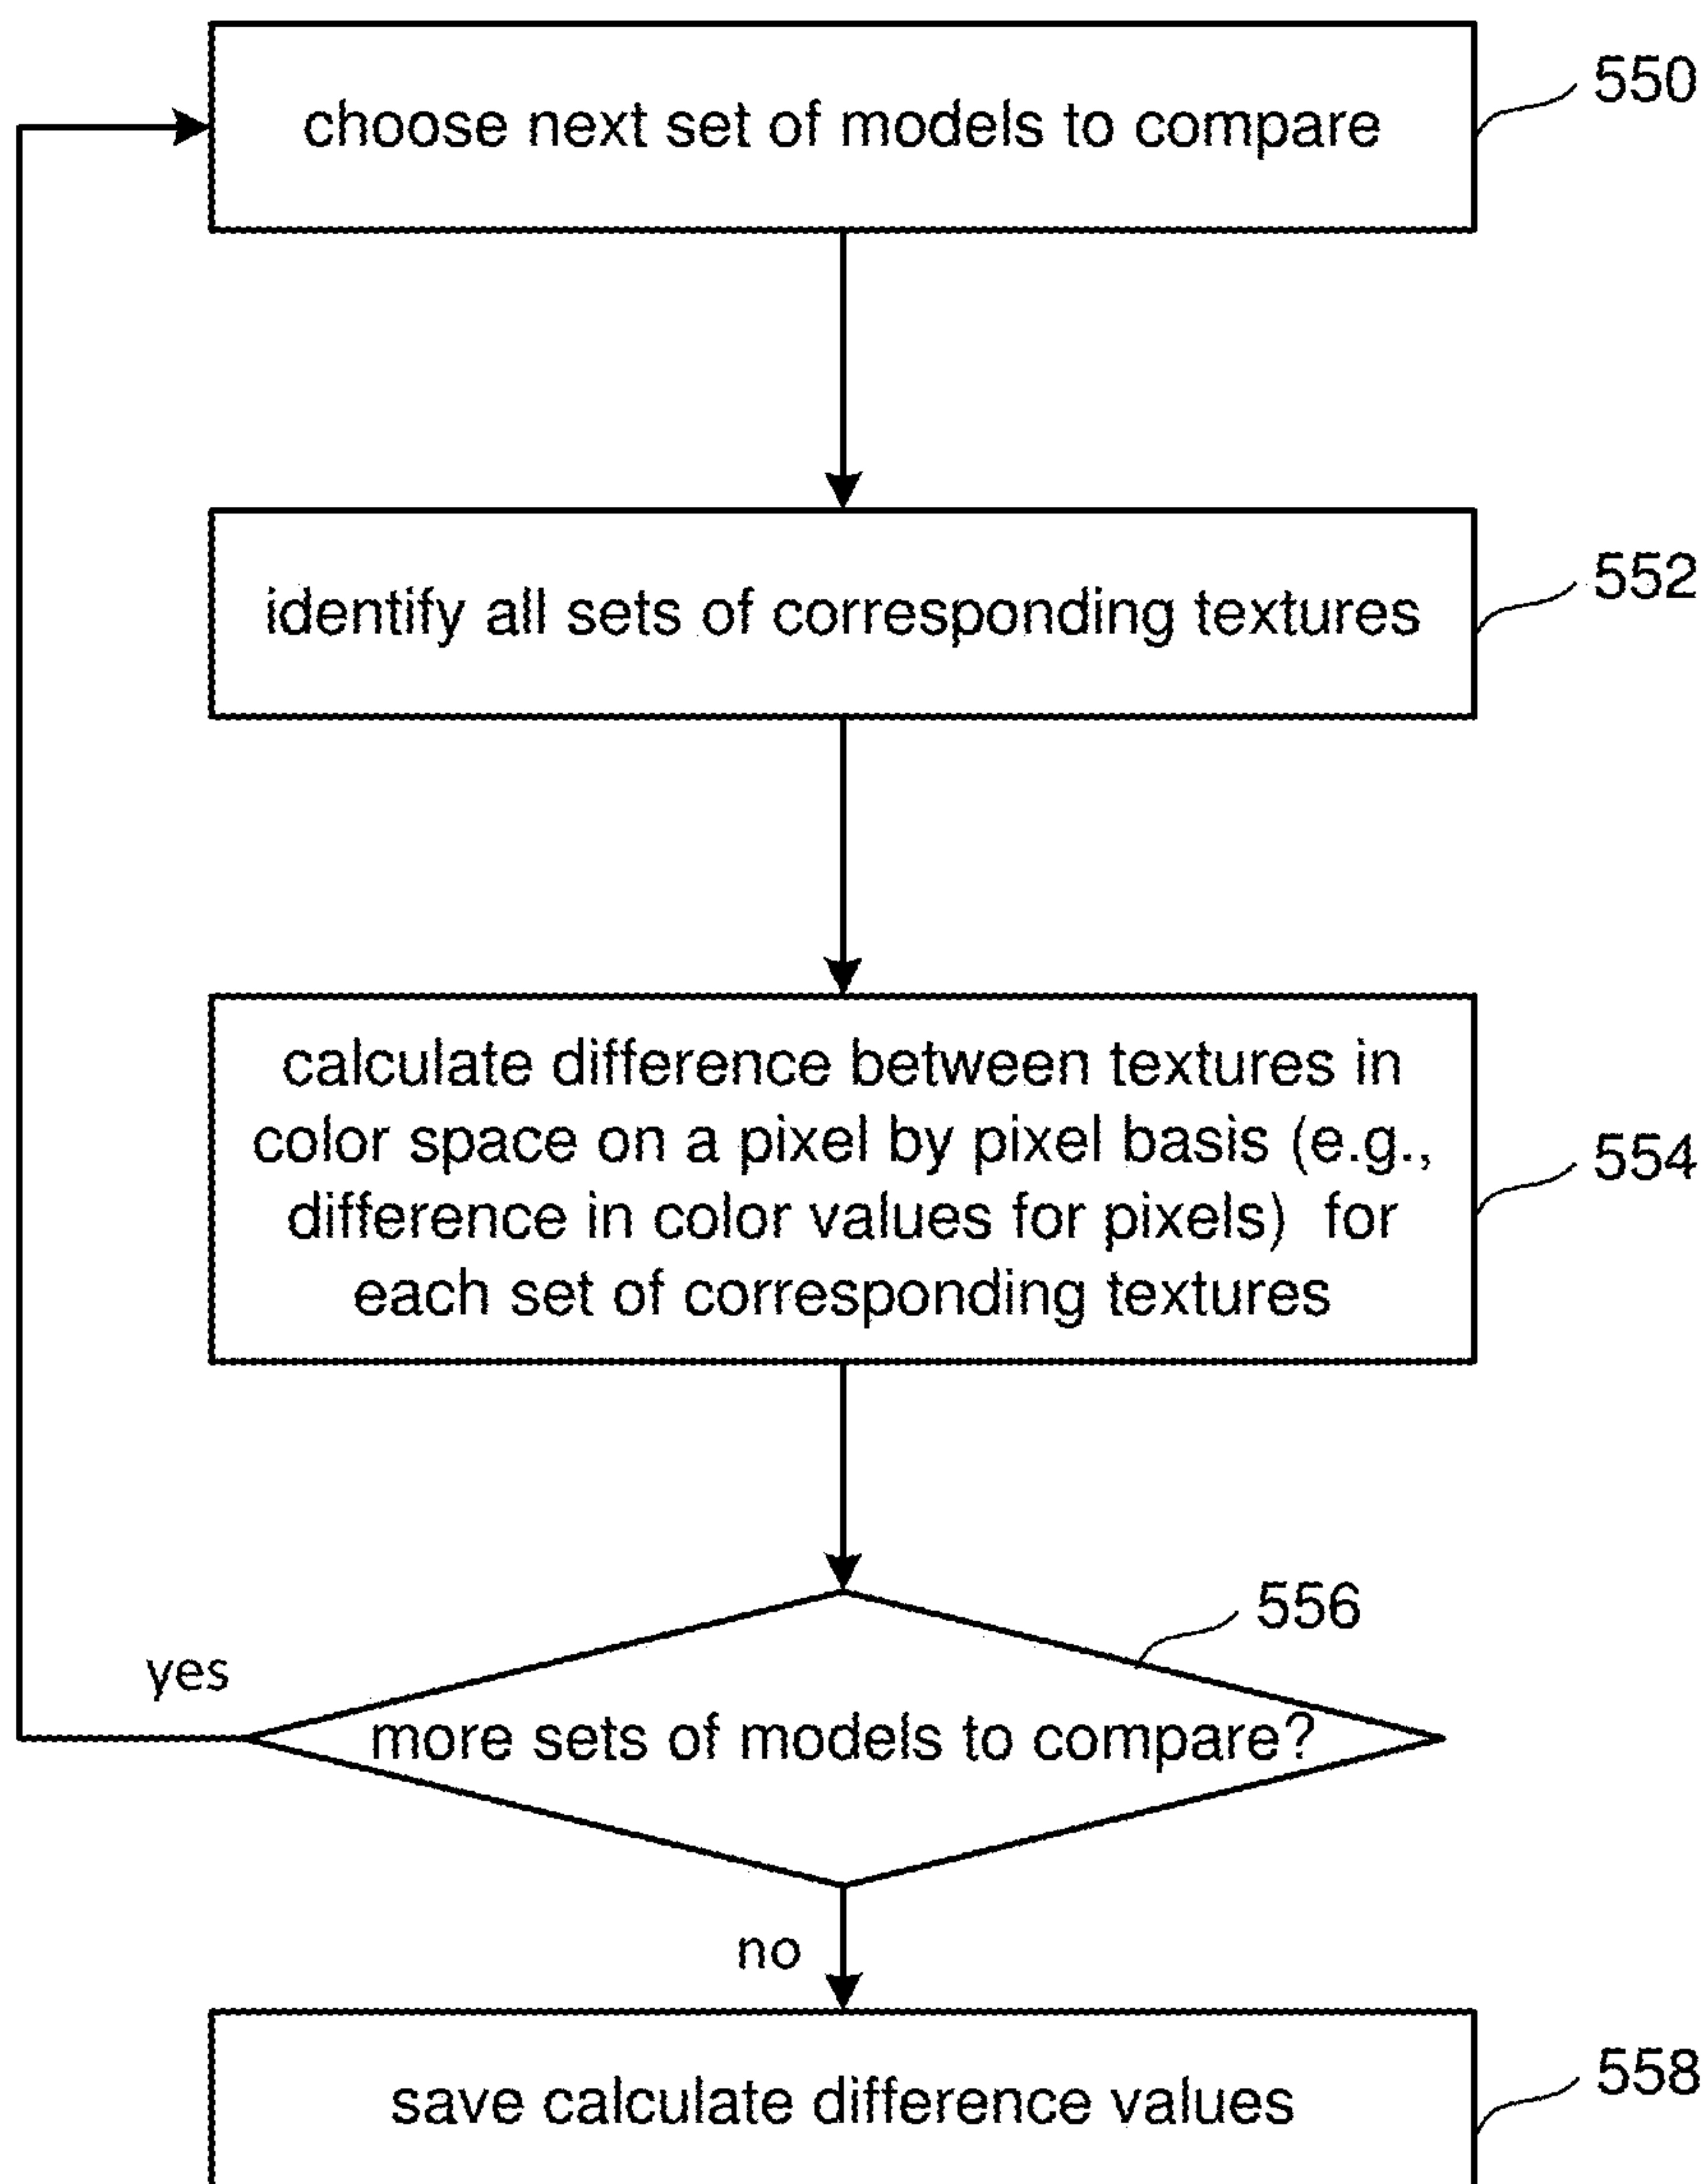 choose next set of models to compare
550
identify all sets of corresponding textures
552
calculate difference between textures in
color space on a pixel by pixel basis (e.g.,
difference in color values for pixels)  for
each set of corresponding textures
554
556
yes
more sets of models to compare?
no
save calculate difference values
558